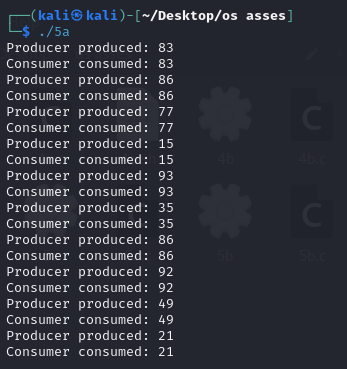 ┌──(kali㉿kali)-[~/Desktop/os asses]
└─$ ./5a
Producer produced: 83
Consumer consumed: 83
Producer produced: 86
Consumer consumed: 86
Producer produced: 77
Consumer consumed: 77
Producer produced: 15
Consumer consumed: 15
Producer produced: 93
Consumer consumed: 93
Producer produced: 35
Consumer consumed: 35
Producer produced: 86
Consumer consumed: 86
Producer produced: 92
Consumer consumed: 92
Producer produced: 49
Consumer consumed: 49
Producer produced: 21
Consumer consumed: 21
C
4b
4b.c
C
5b
5b.c